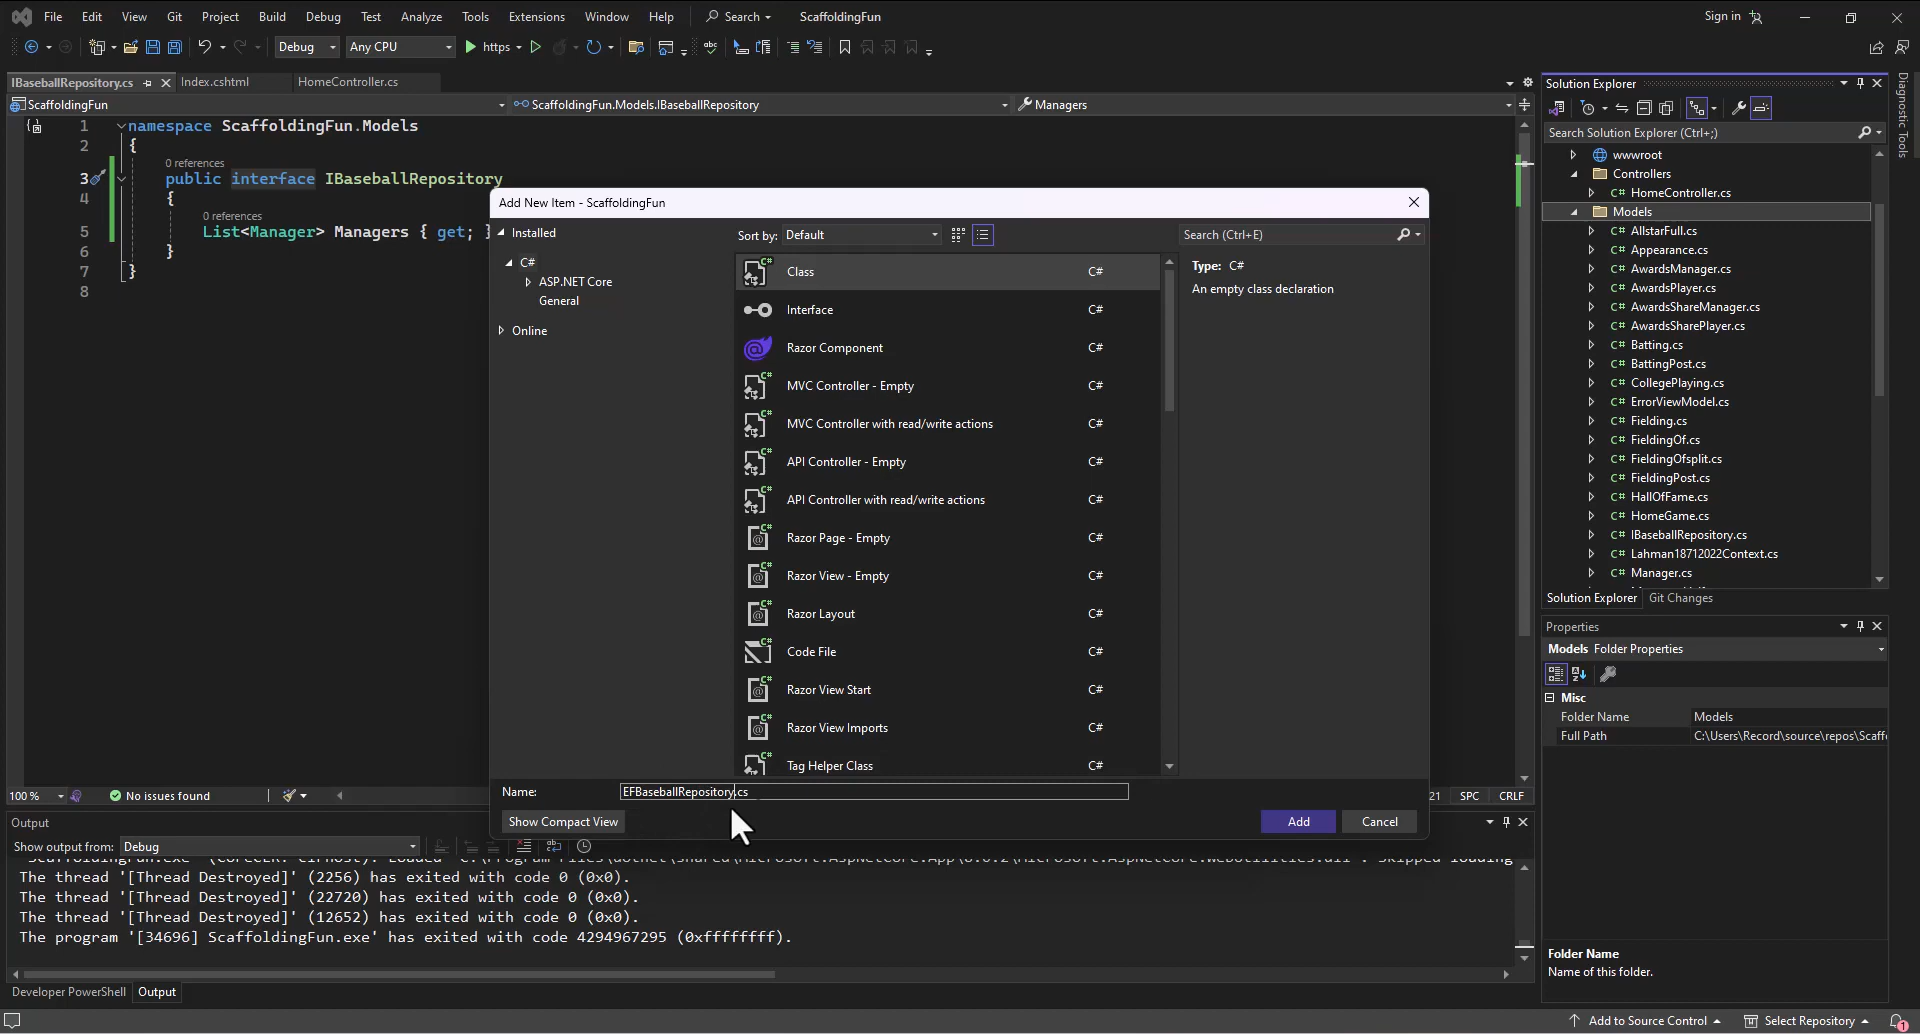 File Edit View Git Project Build Debug Test Analyze Tools Extensions Window Help Search ScaffoldingFun Sign in
Debug Any CPU https
IBaseballRepository.cs Index.cshtml HomeController.cs
ScaffoldingFun ScaffoldingFun.Models.IBaseballRepository Managers
1 namespace ScaffoldingFun.Models
2 {
0 references
3 public interface IBaseballRepository
4 {
0 references
5 List<Manager> Managers { get; }
6 }
7 }
8
Add New Item - ScaffoldingFun
Installed
C#
ASP.NET Core
General
Online
Sort by: Default
Search (Ctrl+E)
Class C#
Interface C#
Razor Component C#
MVC Controller - Empty C#
MVC Controller with read/write actions C#
API Controller - Empty C#
API Controller with read/write actions C#
Razor Page - Empty C#
Razor View - Empty C#
Razor Layout C#
Code File C#
Razor View Start C#
Razor View Imports C#
Tag Helper Class C#
Type: C#
An empty class declaration
Name: EFBaseballRepository.cs
Show Compact View Add Cancel
Solution Explorer
Search Solution Explorer (Ctrl+;)
wwwroot
Controllers
C# HomeController.cs
Models
C# AllstarFull.cs
C# Appearance.cs
C# AwardsManager.cs
C# AwardsPlayer.cs
C# AwardsShareManager.cs
C# AwardsSharePlayer.cs
C# Batting.cs
C# BattingPost.cs
C# CollegePlaying.cs
C# ErrorViewModel.cs
C# Fielding.cs
C# FieldingOf.cs
C# FieldingOfsplit.cs
C# FieldingPost.cs
C# HallOfFame.cs
C# HomeGame.cs
C# IBaseballRepository.cs
C# Lahman18712022Context.cs
C# Manager.cs
Solution Explorer Git Changes
Diagnostic Tools
Properties
Models Folder Properties
Misc
Folder Name Models
Full Path C:\Users\Record\source\repos\Scaff
Folder Name
Name of this folder.
100 % No issues found 21 SPC CRLF
Output
Show output from: Debug
The thread '[Thread Destroyed]' (2256) has exited with code 0 (0x0).
The thread '[Thread Destroyed]' (22720) has exited with code 0 (0x0).
The thread '[Thread Destroyed]' (12652) has exited with code 0 (0x0).
The program '[34696] ScaffoldingFun.exe' has exited with code 4294967295 (0xffffffff).
Developer PowerShell Output
Add to Source Control Select Repository 1